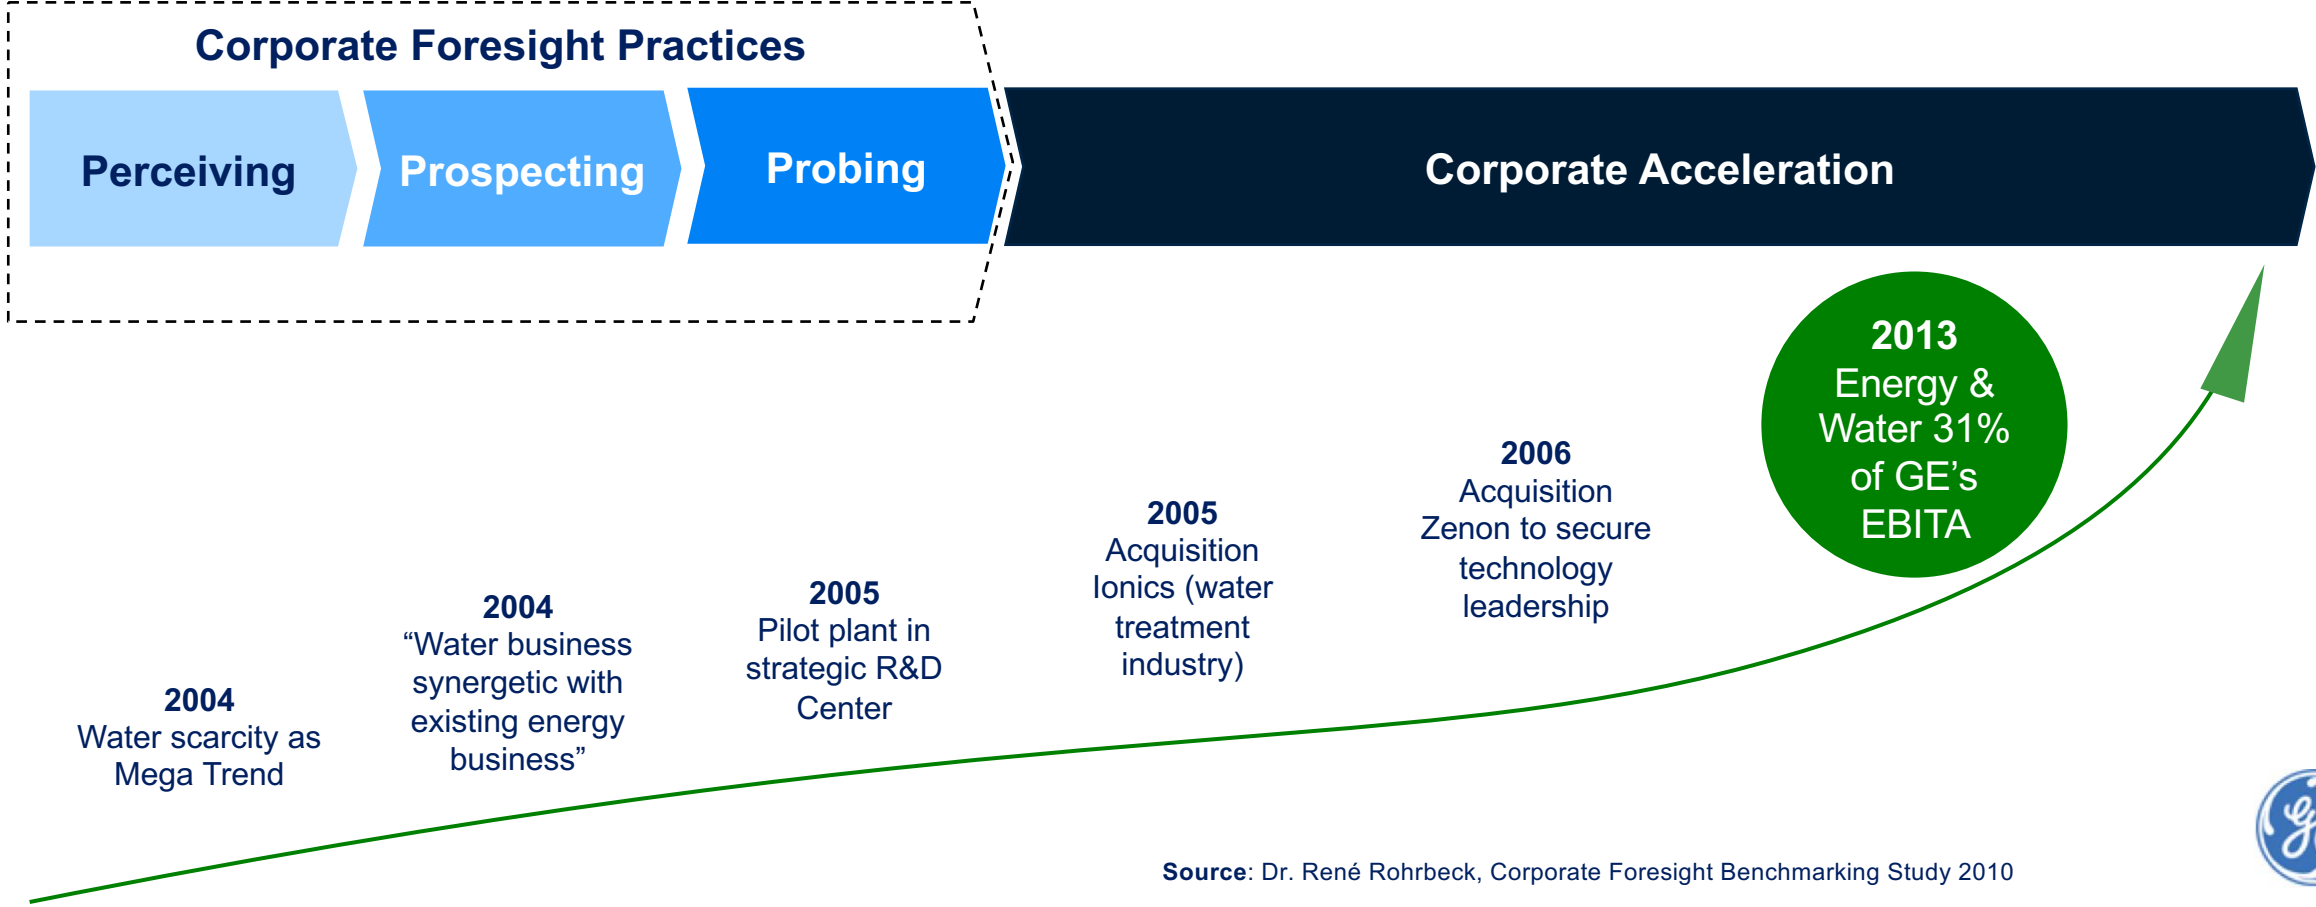 Corporate Foresight Practices
Perceiving
Prospecting
Probing
Corporate Acceleration
2004
Water scarcity as
Mega Trend
2004
“Water business
synergetic with
existing energy
business”
2005
Pilot plant in
strategic R&D
Center
2005
Acquisition
Ionics (water
treatment
industry)
2006
Acquisition
Zenon to secure
technology
leadership
2013
Energy &
Water 31%
of GE’s
EBITA
Source: Dr. René Rohrbeck, Corporate Foresight Benchmarking Study 2010